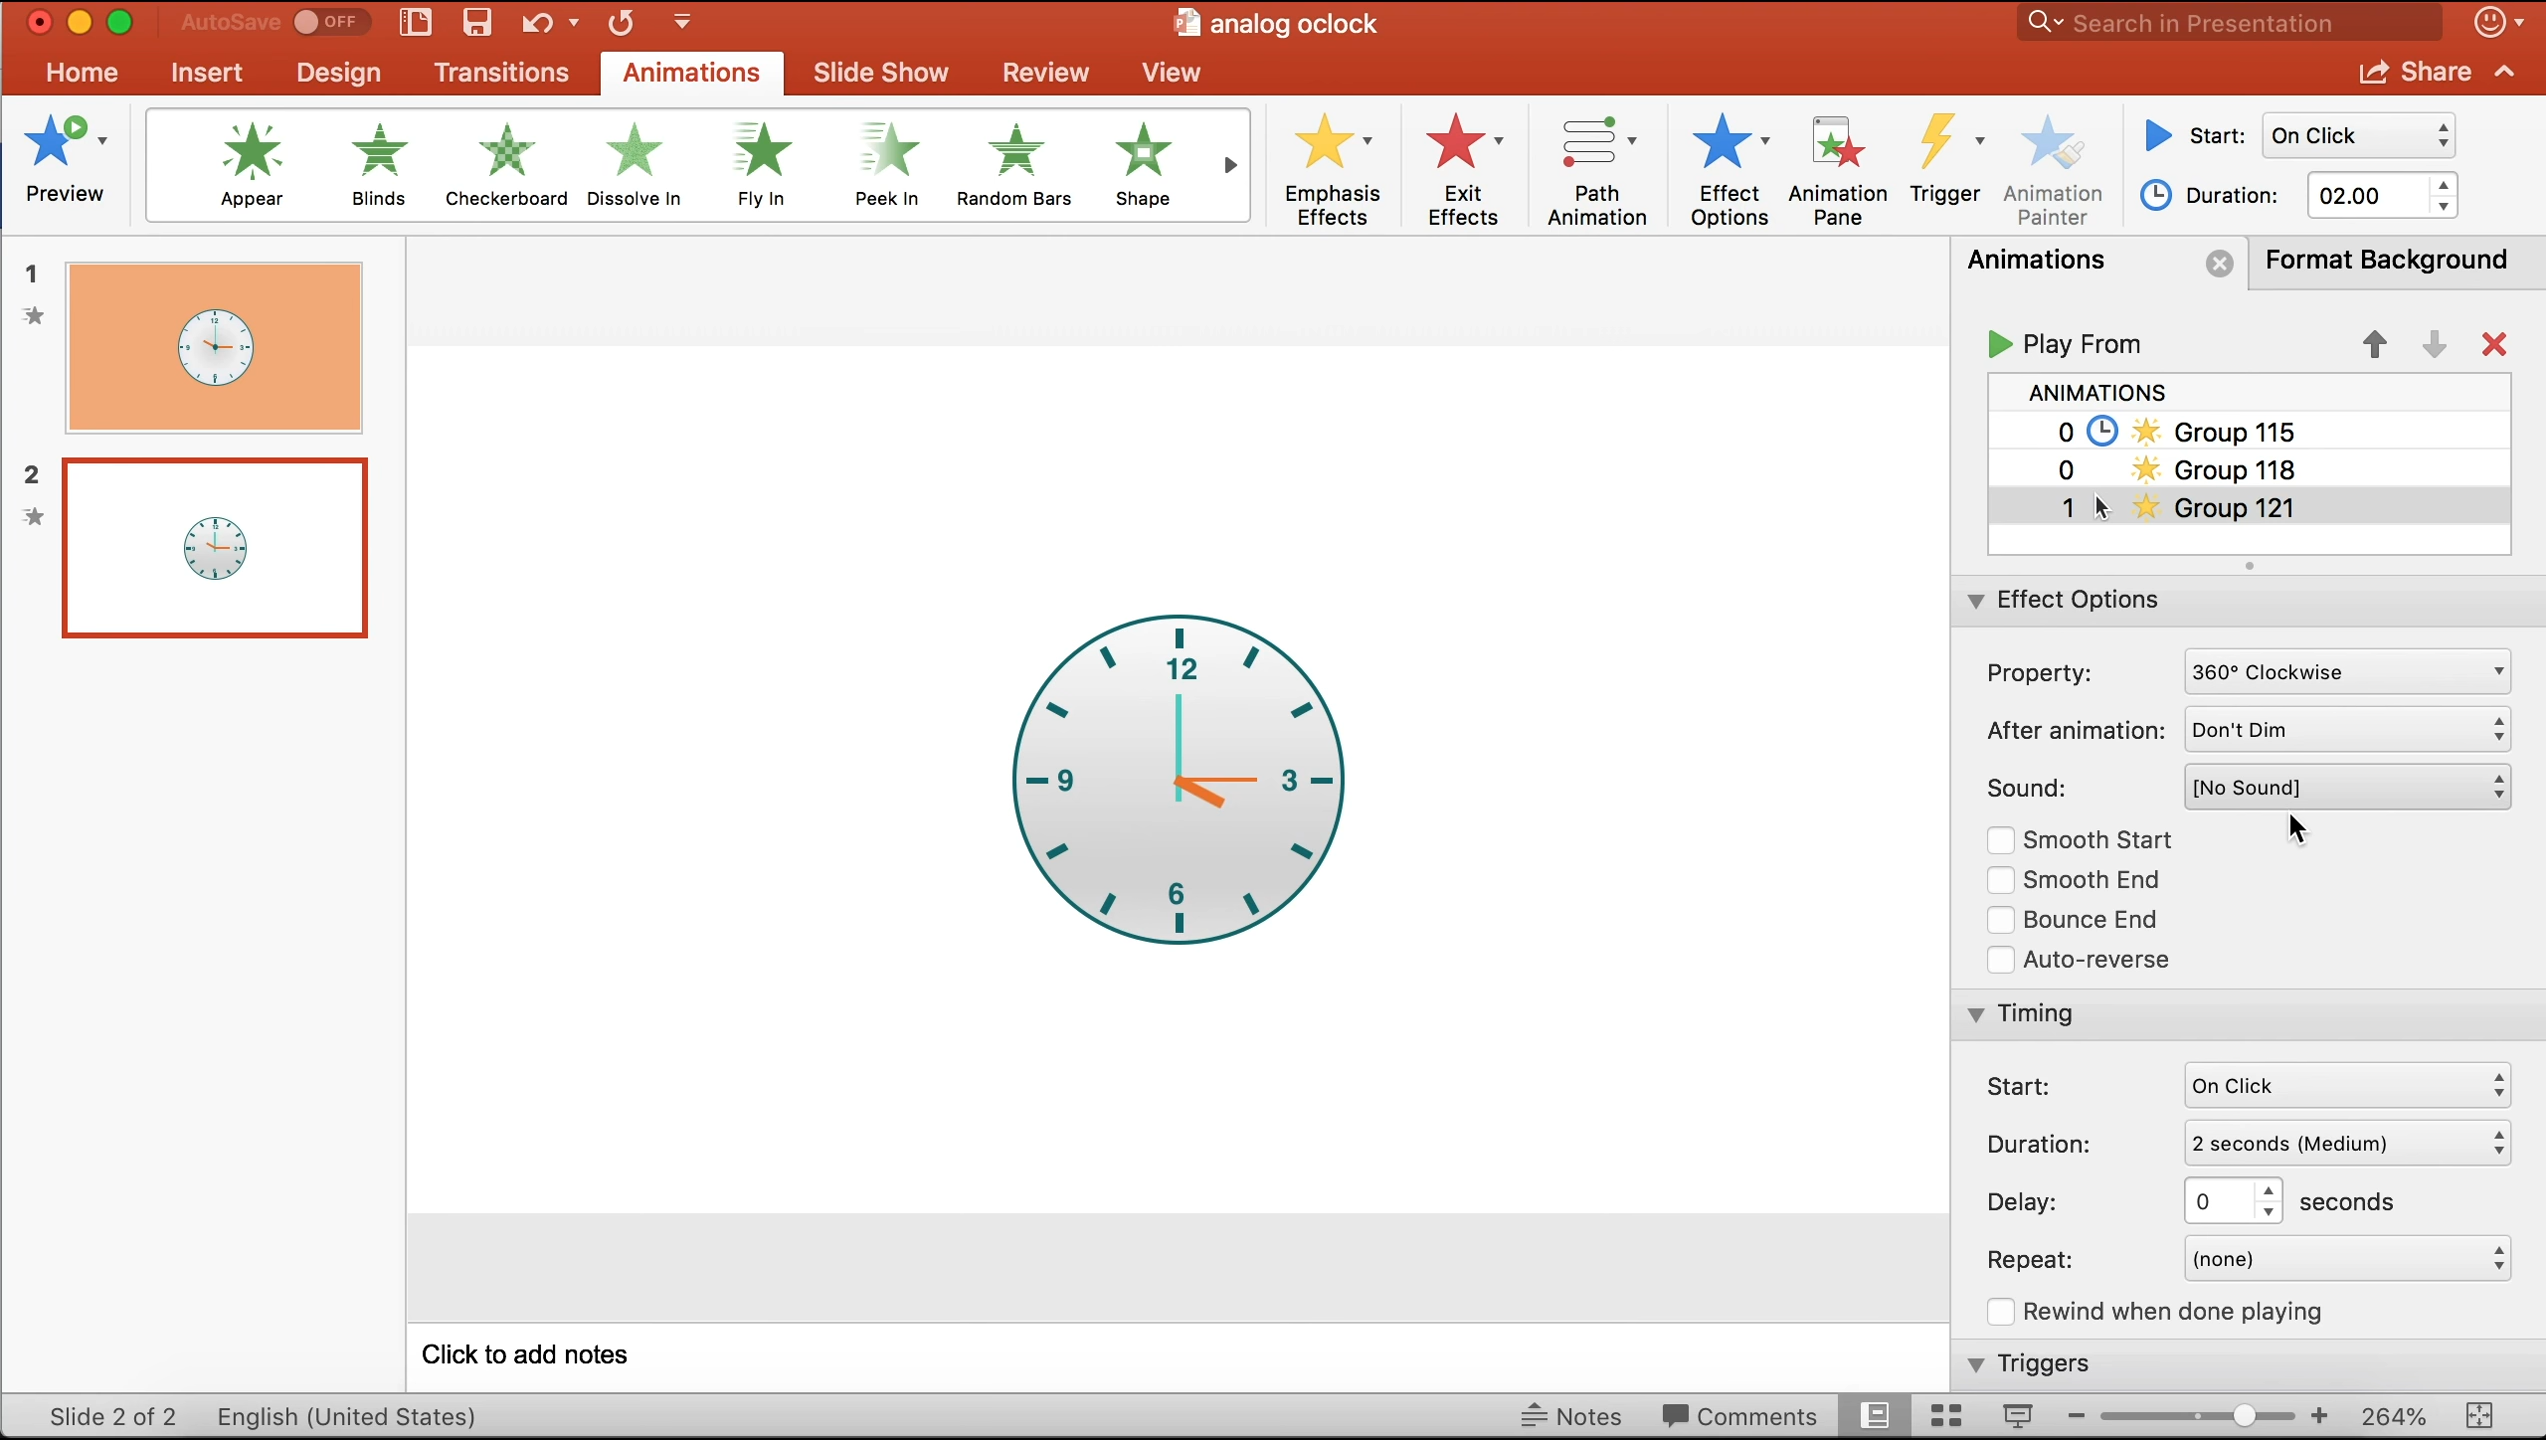 AutoSave OFF
analog oclock
Search in Presentation
Home Insert Design Transitions Animations Slide Show Review View
Share
Preview
Appear Blinds Checkerboard Dissolve In Fly In Peek In Random Bars Shape
Emphasis Effects
Exit Effects
Path Animation
Effect Options
Animation Pane
Trigger
Animation Painter
Start: On Click
Duration: 02.00
1
2
12
9 3
6
Animations
Format Background
Play From
ANIMATIONS
0 Group 115
0 Group 118
1 Group 121
Effect Options
Property: 360° Clockwise
After animation: Don't Dim
Sound: [No Sound]
Smooth Start
Smooth End
Bounce End
Auto-reverse
Timing
Start: On Click
Duration: 2 seconds (Medium)
Delay: 0 seconds
Repeat: (none)
Rewind when done playing
Triggers
Click to add notes
Slide 2 of 2 English (United States) Notes Comments 264%